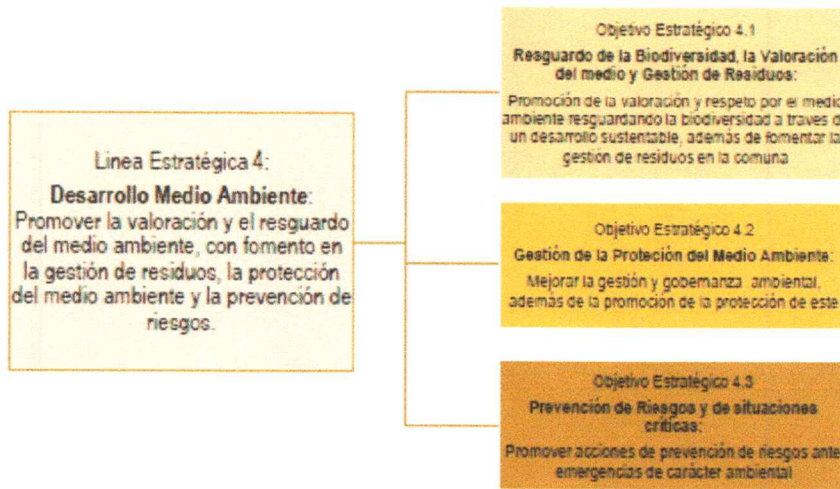 Linea Estratégica 4:
Desarrollo Medio Ambiente:
Promover la valoración y el resguardo
del medio ambiente, con fomento en
la gestión de residuos, la protección
del medio ambiente y la prevención de
riesgos.
Objetivo Estratégico 4.1
Resguardo de la Biodiversidad, la Valoración
del medio y Gestión de Residuos:
Promoción de la valoración y respeto por el medio
ambiente resguardando la biodiversidad a traves d
un desarrollo sustentable, además de fomentar la
gestión de residuos en la comuna
Objetivo Estratégico 4.2
Gestión de la Proteción del Medio Ambiente:
Mejorar la gestión y gobernanza ambiental,
además de la promoción de la protección de este
Objetivo Estratégico 4.3
Prevención de Riesgos y de situaciones
críticas:
Promover acciones de prevención de riesgos ante
emergencias de carácter ambiental